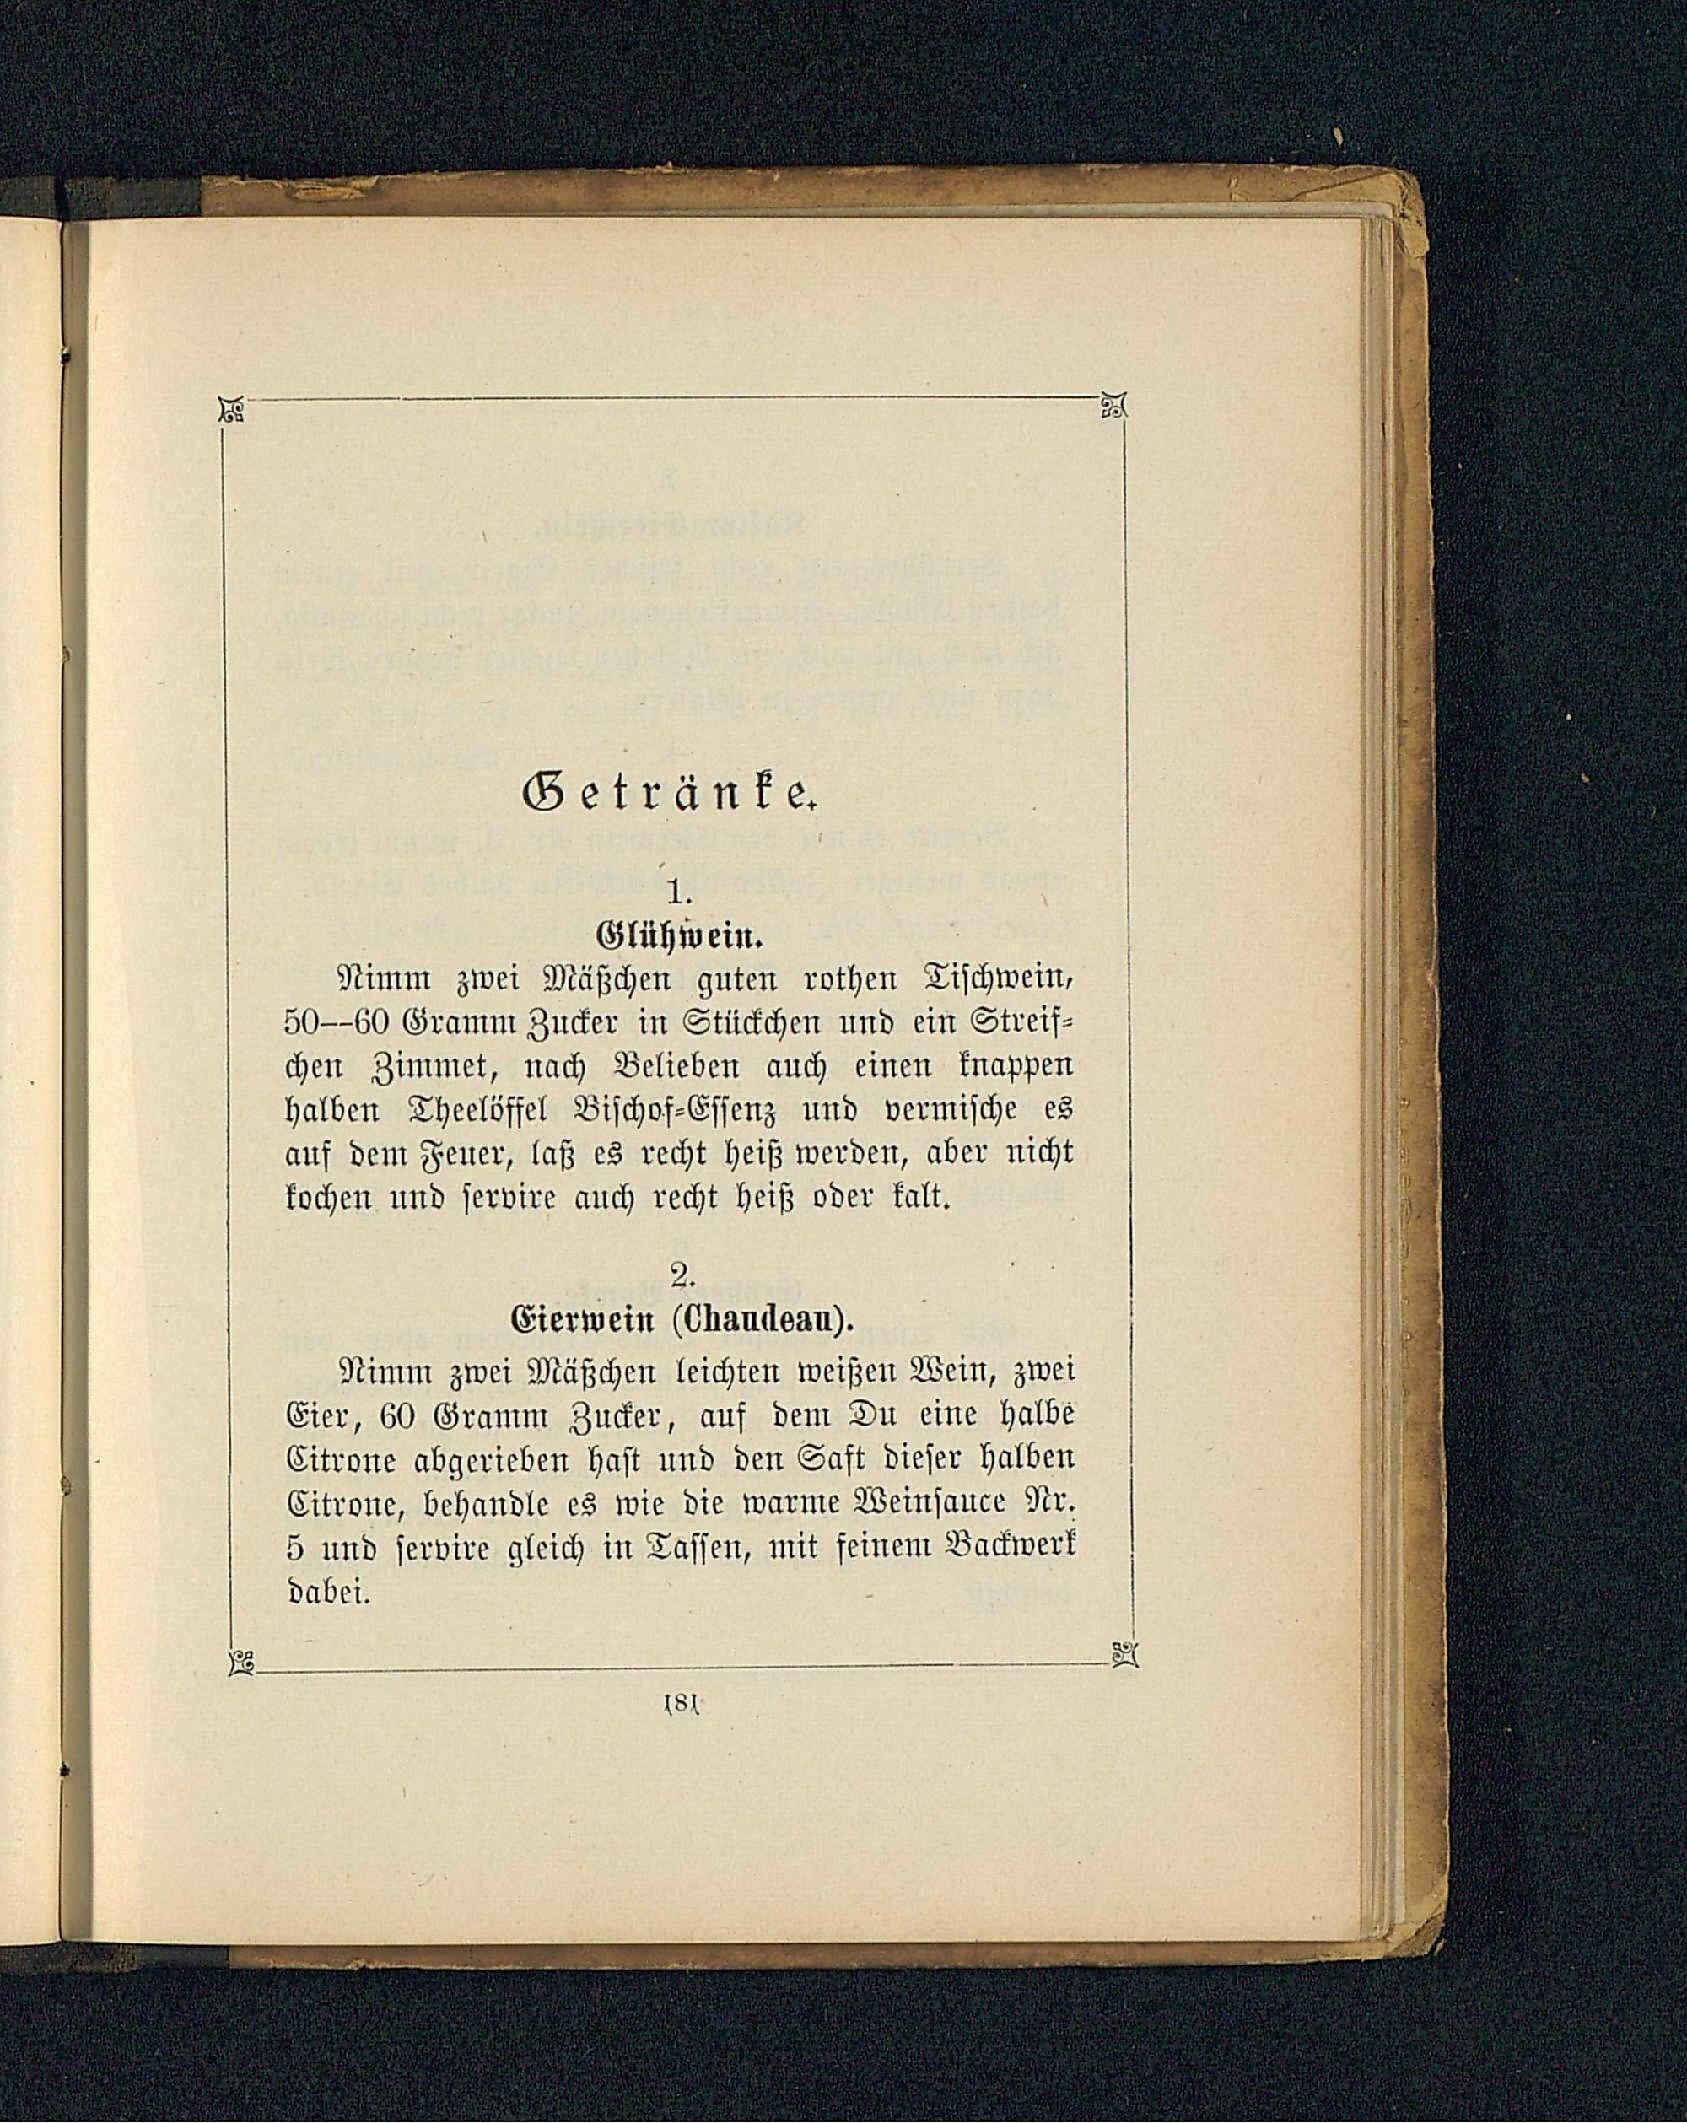 Getränke.
1.
Glühwein.
Nimm zwei Mäßchen guten rothen Tischwein,
50--60 Gramm Zucker in Stückchen und ein Streif-
chen Zimmet, nach Belieben auch einen knappen
halben Theelöffel Bischof-Essenz und vermische es
auf dem Feuer, laß es recht heiß werden, aber nicht
kochen und servire auch recht heiß oder kalt.
2.
Eierwein (Chaudeau).
Nimm zwei Mäßchen leichten weißen Wein, zwei
Eier, 60 Gramm Zucker, auf dem Du eine halbe
Citrone abgerieben hast und den Saft dieser halben
Citrone, behandle es wie die warme Weinsauce Nr.
5 und servire gleich in Tassen, mit feinem Backwerk
dabei.
181